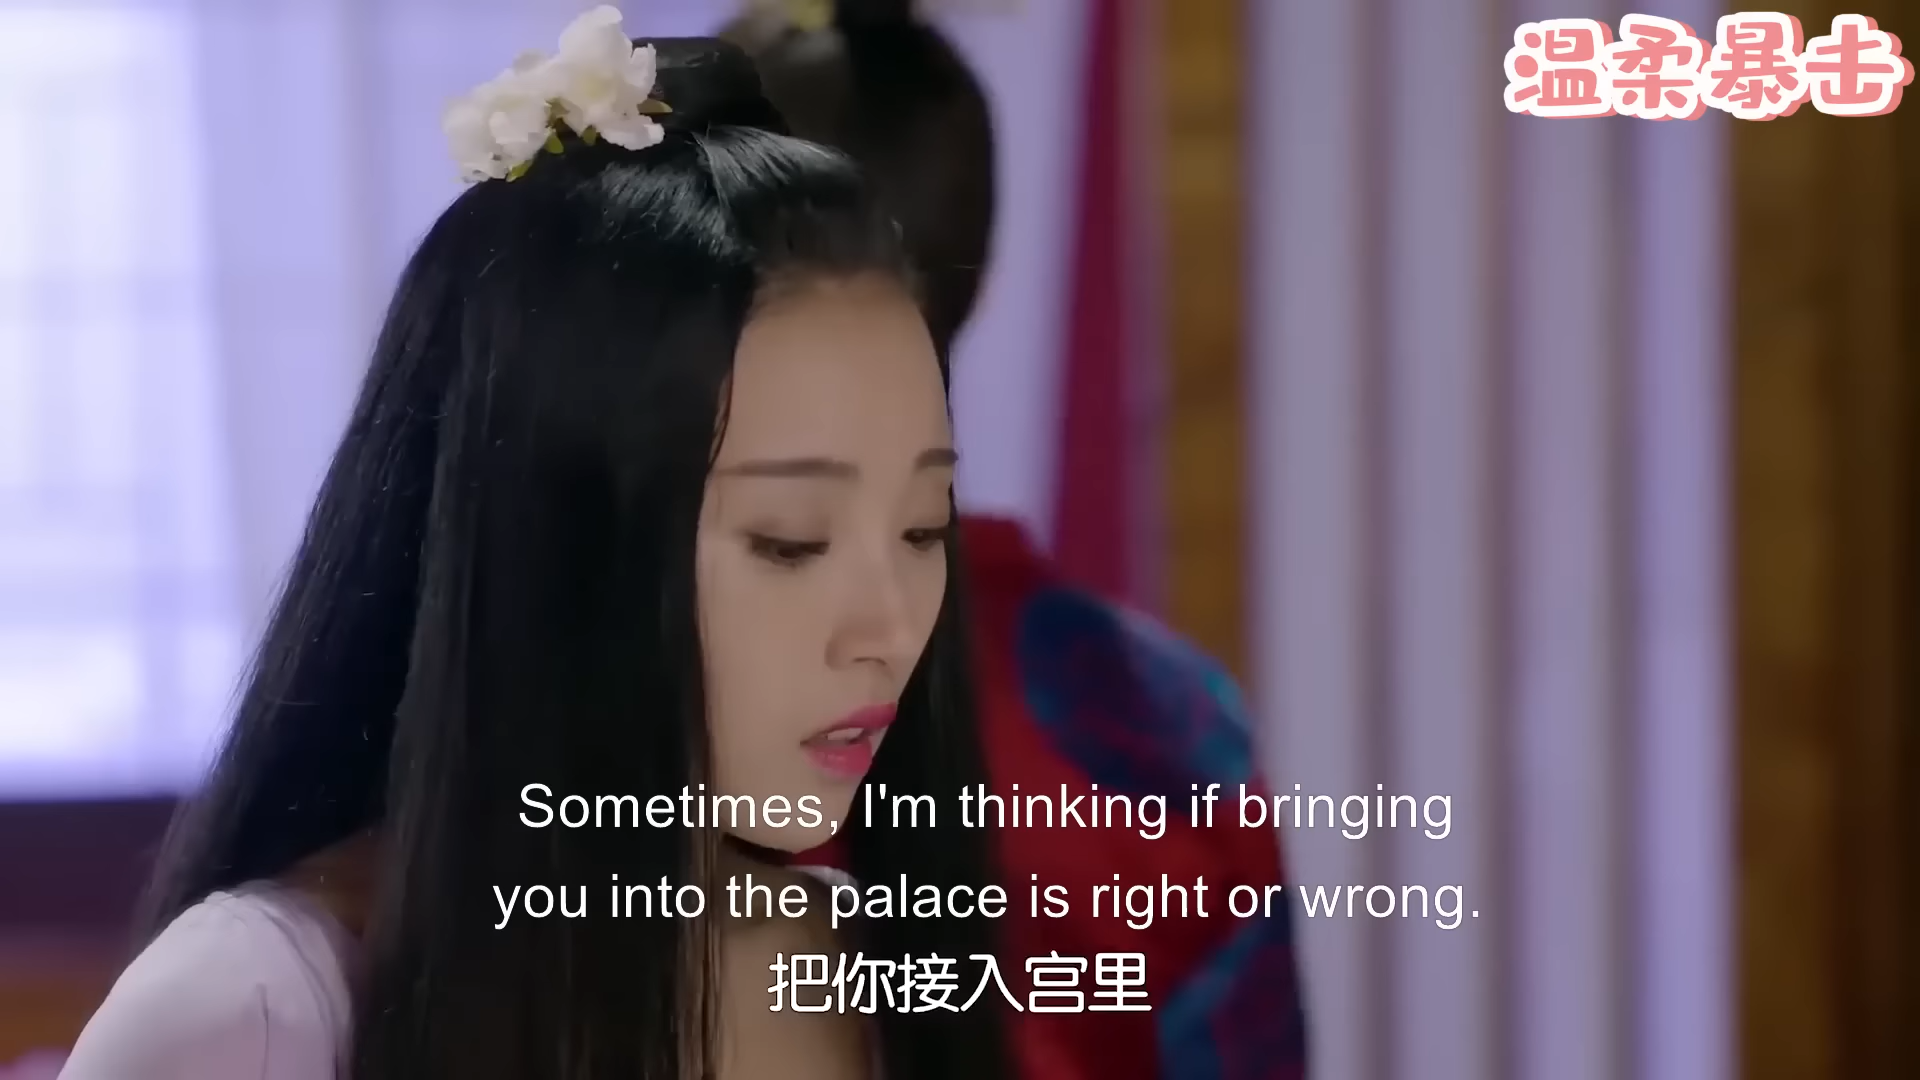 温柔暴击
Sometimes, I'm thinking if bringing
you into the palace is right or wrong.
把你接入宫里